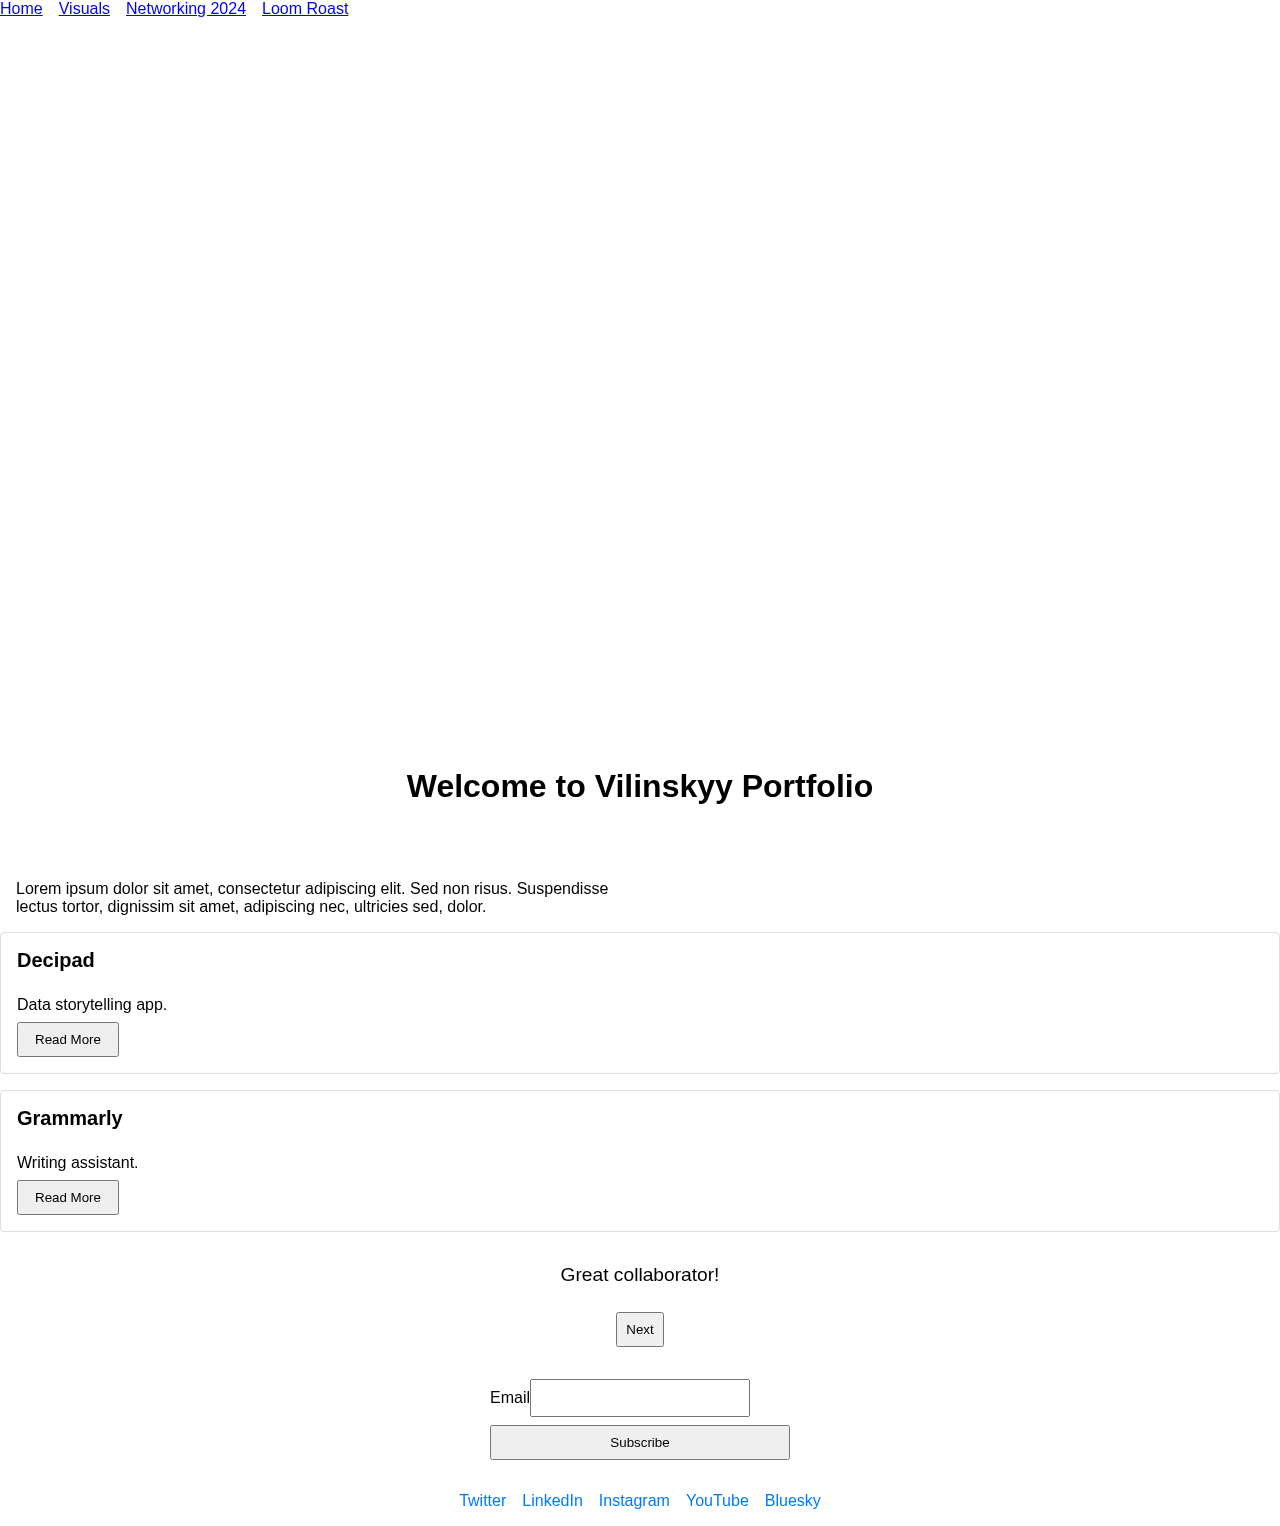 Home Visuals Networking 2024 Loom Roast
Welcome to Vilinskyy Portfolio
Lorem ipsum dolor sit amet, consectetur adipiscing elit. Sed non risus. Suspendisse
lectus tortor, dignissim sit amet, adipiscing nec, ultricies sed, dolor.
Decipad
Data storytelling app.
Read More
Grammarly
Writing assistant.
Read More
Great collaborator!
Next
Email
Subscribe
Twitter LinkedIn Instagram YouTube Bluesky